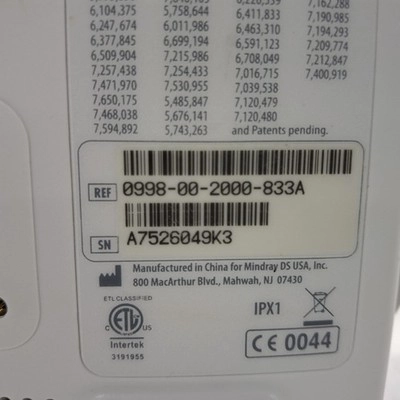 6,104,375 5,758,644 6,411,833 7,190,985
6,247,674 6,011,986 6,463,310 7,194,293
6,377,845 6,699,194 6,591,123 7,209,774
6,509,904 7,215,986 6,708,049 7,212,847
7,257,438 7,254,433 7,016,715 7,400,919
7,471,970 7,530,955 7,039,538
7,650,175 5,485,847 7,120,479
7,468,038 5,676,141 7,120,480
7,594,892 5,743,263 and Patents pending.
REF 0998-00-2000-833A
SN A7526049K3
Manufactured in China for Mindray DS USA, Inc.
800 MacArthur Blvd., Mahwah, NJ 07430
ETL CLASSIFIED
ETL
C US
Intertek
3191955
IPX1
CE 0044